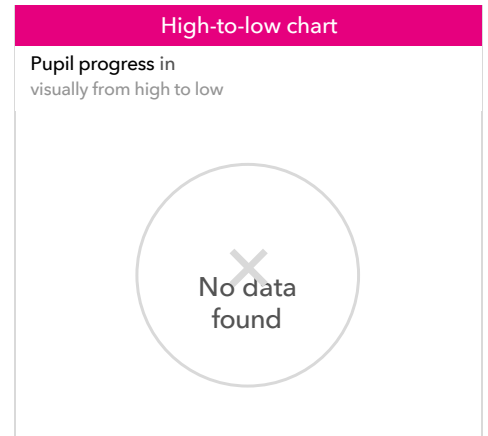 High-to-low chart
Pupil progress in
visually from high to low
No data
found